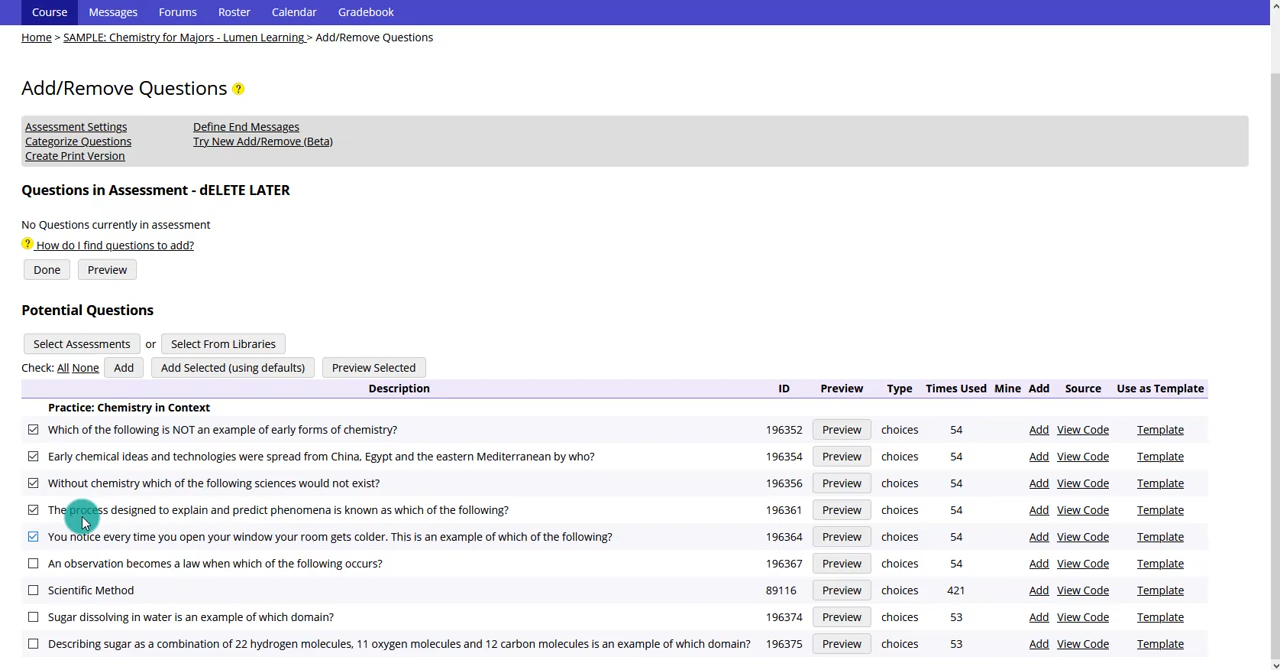 Course Messages Forums Roster Calendar Gradebook
Home > SAMPLE: Chemistry for Majors - Lumen Learning > Add/Remove Questions
Add/Remove Questions ?
Assessment Settings Define End Messages
Categorize Questions Try New Add/Remove (Beta)
Create Print Version
Questions in Assessment - dELETE LATER
No Questions currently in assessment
? How do I find questions to add?
Done Preview
Potential Questions
Select Assessments or Select From Libraries
Check: All None Add Add Selected (using defaults) Preview Selected
Description ID Preview Type Times Used Mine Add Source Use as Template
Practice: Chemistry in Context
Which of the following is NOT an example of early forms of chemistry? 196352 Preview choices 54 Add View Code Template
Early chemical ideas and technologies were spread from China, Egypt and the eastern Mediterranean by who? 196354 Preview choices 54 Add View Code Template
Without chemistry which of the following sciences would not exist? 196356 Preview choices 54 Add View Code Template
The process designed to explain and predict phenomena is known as which of the following? 196361 Preview choices 54 Add View Code Template
You notice every time you open your window your room gets colder. This is an example of which of the following? 196364 Preview choices 54 Add View Code Template
An observation becomes a law when which of the following occurs? 196367 Preview choices 54 Add View Code Template
Scientific Method 89116 Preview choices 421 Add View Code Template
Sugar dissolving in water is an example of which domain? 196374 Preview choices 53 Add View Code Template
Describing sugar as a combination of 22 hydrogen molecules, 11 oxygen molecules and 12 carbon molecules is an example of which domain? 196375 Preview choices 53 Add View Code Template